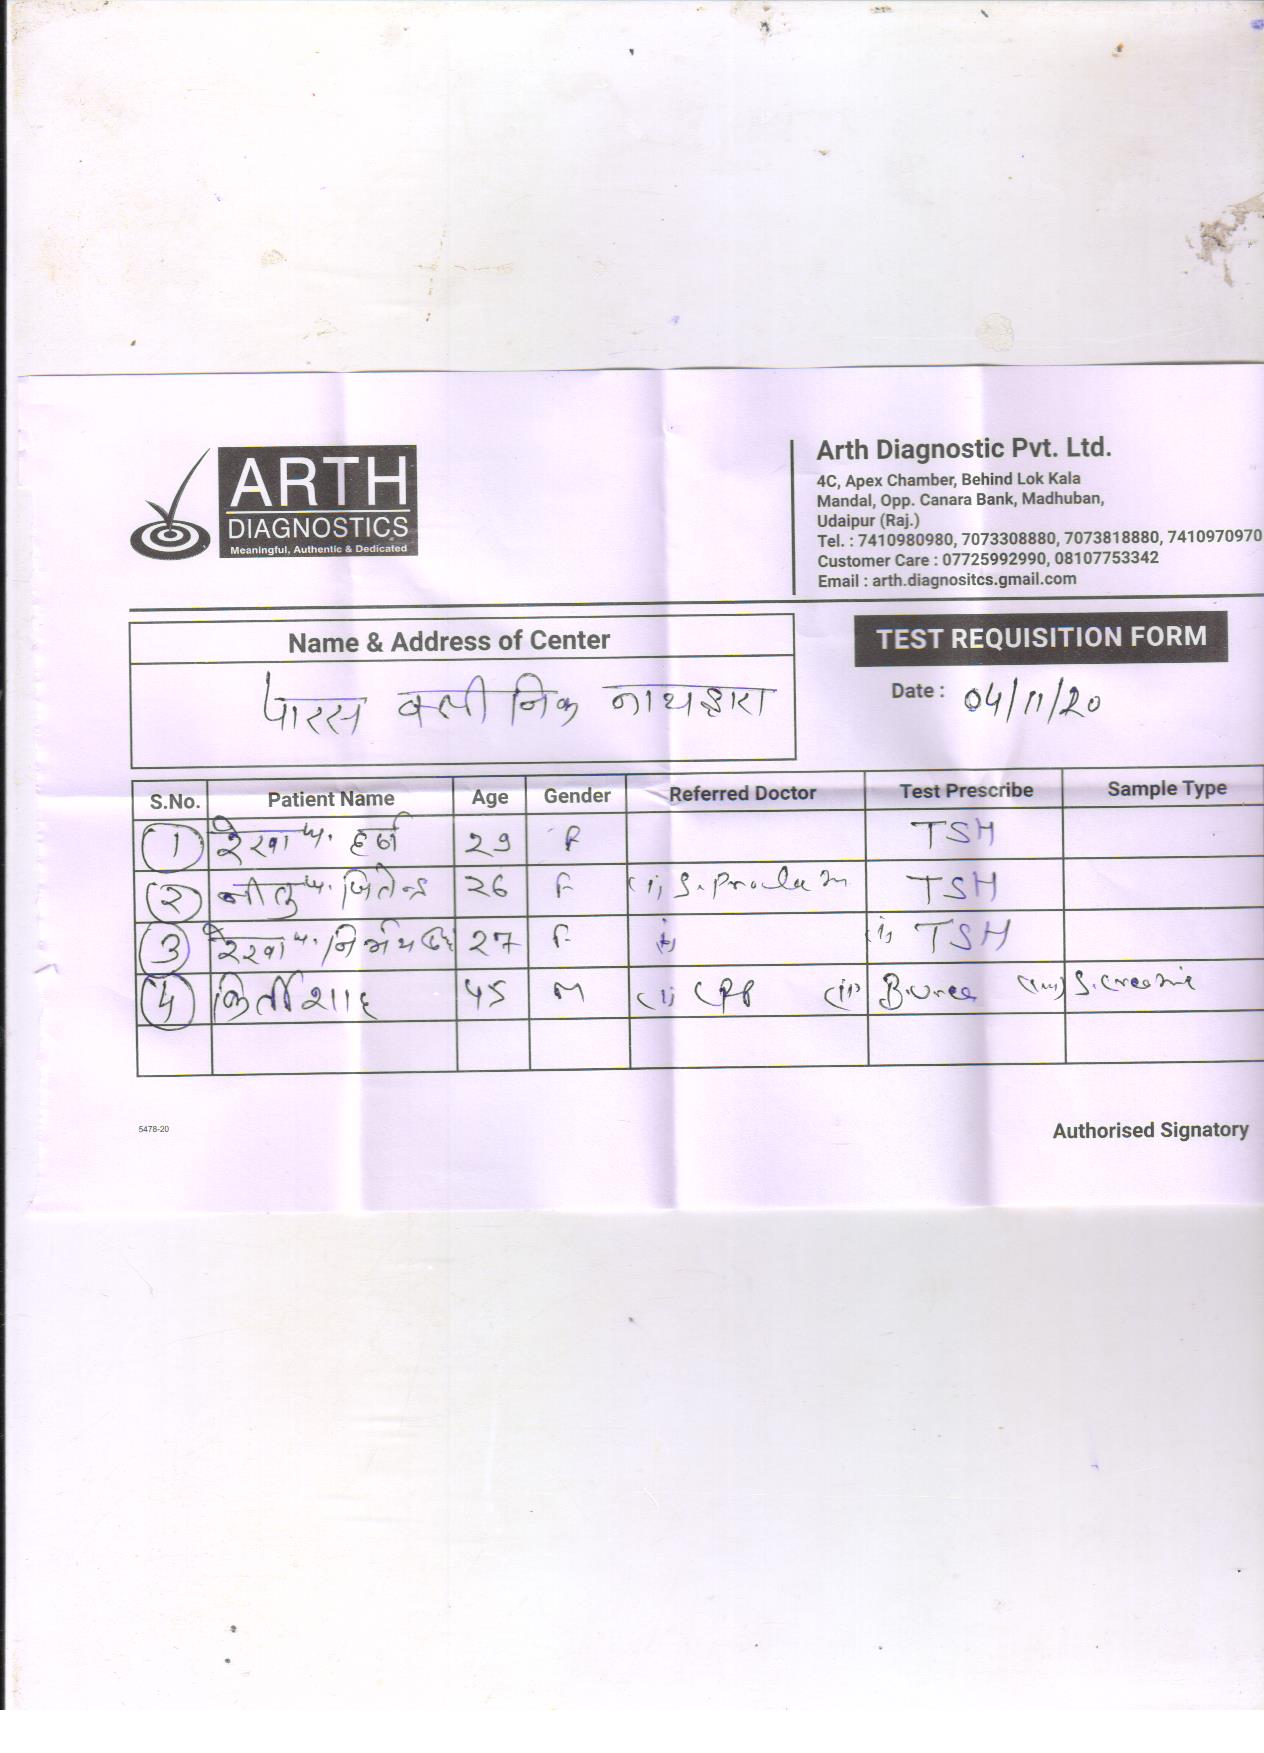 ARTH
DIAGNOSTICS
Meaningful, Authentic & Dedicated
Arth Diagnostic Pvt. Ltd.
4C, Apex Chamber, Behind Lok Kala
Mandal, Opp. Canara Bank, Madhuban,
Udaipur (Raj.)
Tel. : 7410980980, 7073308880, 7073818880, 7410970970
Customer Care : 07725992990, 08107753342
Email : arth.diagnositcs.gmail.com
Name & Address of Center
पारस क्लीनिक नाथद्वारा
TEST REQUISITION FORM
Date : 04/11/20
S.No. Patient Name Age Gender Referred Doctor Test Prescribe Sample Type
1 रेखा 29 F TSH
2 नीलु जितेन्द्र 26 F (i) TSH
3 रेखा 27 F (i) TSH
4 किर्ती शाह 45 M (i) (ii) B.urea (iii)
5478-20
Authorised Signatory